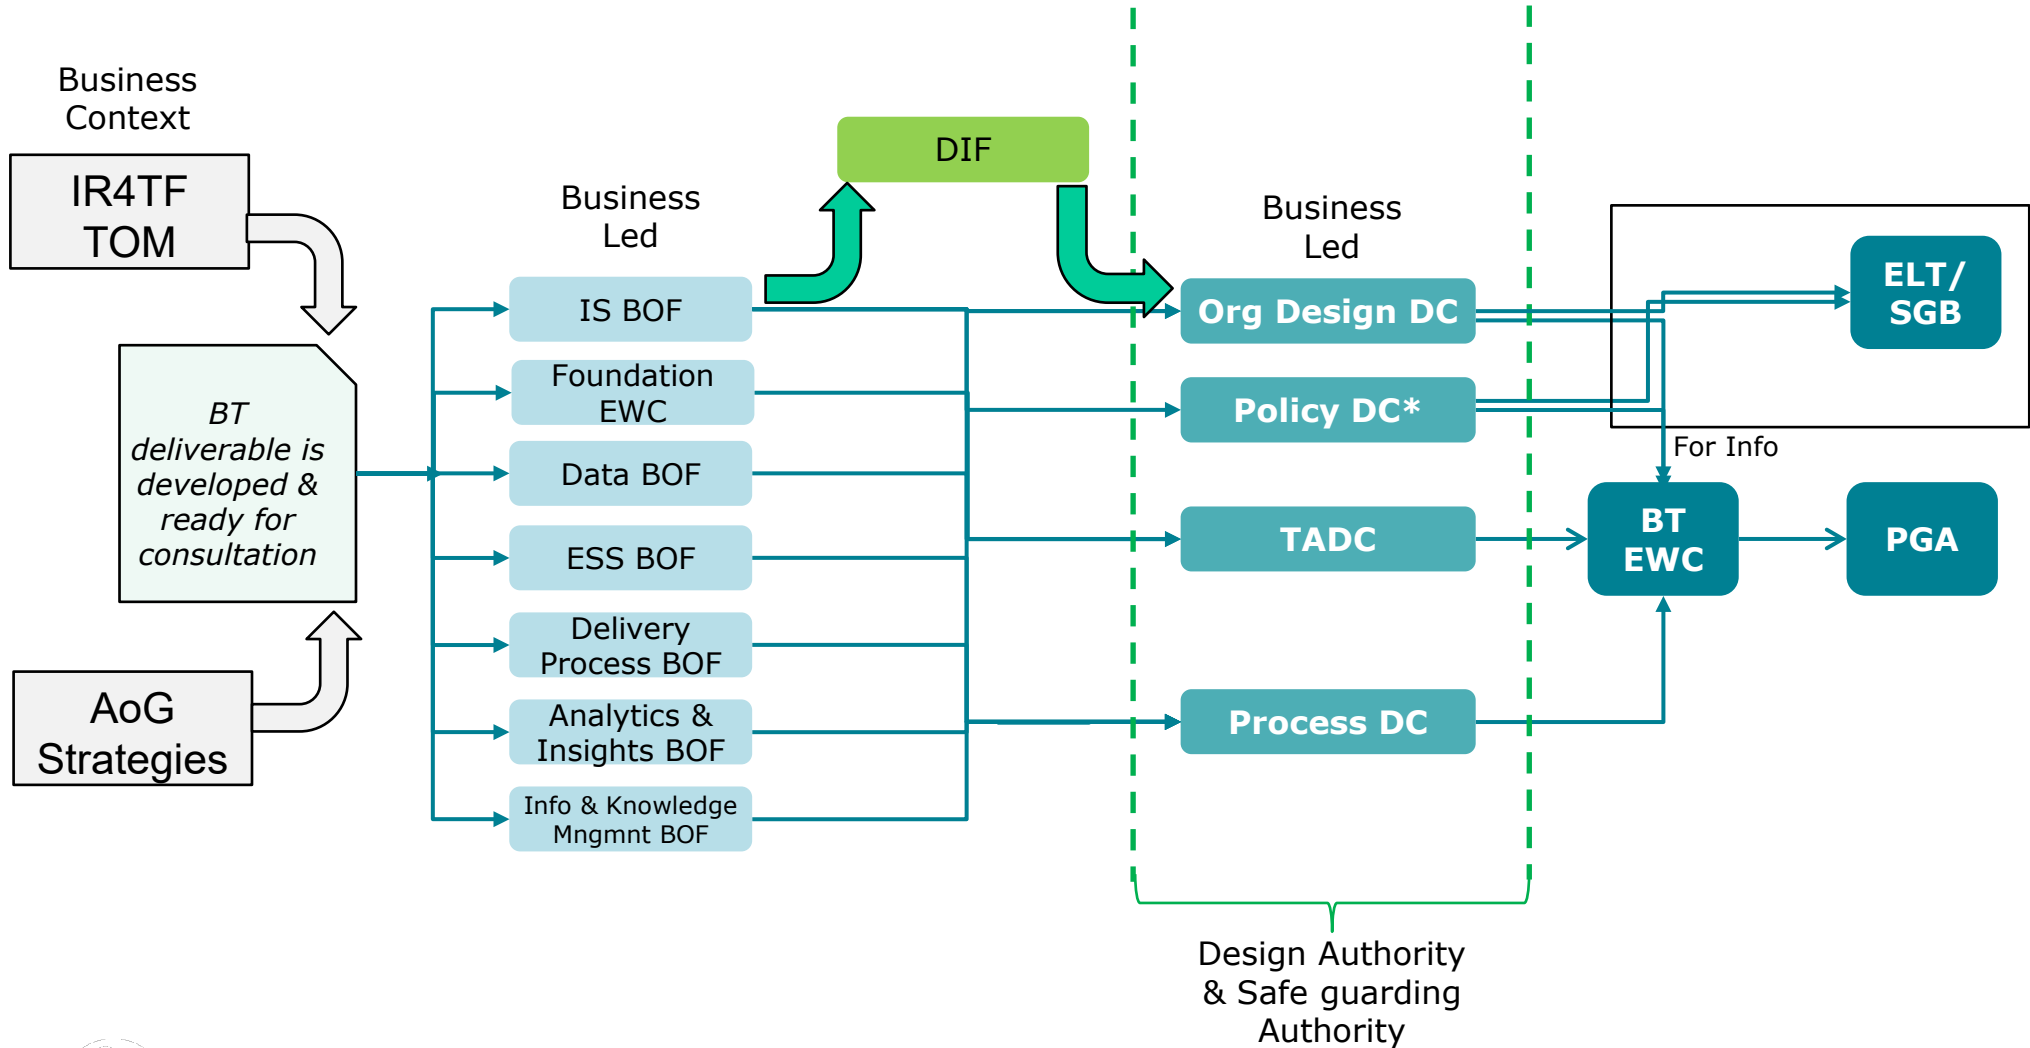 Business
Context
IR4TF
TOM
BT
deliverable is
developed &
ready for
consultation
AoG
Strategies
Business
Led
IS BOF
Foundation
EWC
Data BOF
ESS BOF
Delivery
Process BOF
Analytics &
Insights BOF
Info & Knowledge
Mngmnt BOF
DIF
Business
Led
Org Design DC
Policy DC*
TADC
Process DC
Design Authority
& Safe guarding
Authority
ELT/
SGB
For Info
BT
EWC
PGA